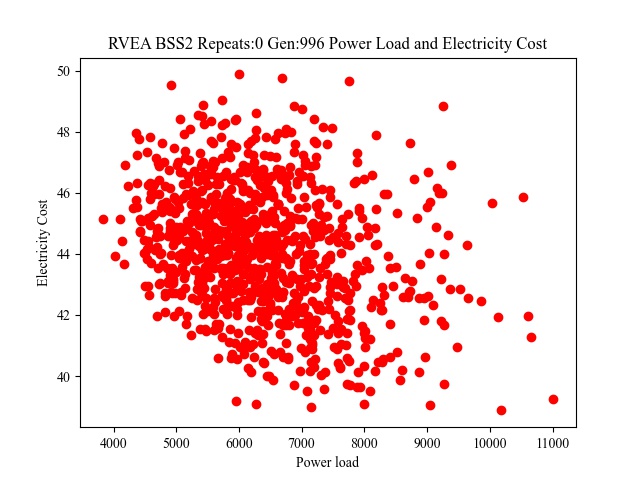 RVEA BSS2 Repeats:0 Gen:996 Power Load and Electricity Cost
50
48
46
44
42
40
Electricity Cost
4000 5000 6000 7000 8000 9000 10000 11000
Power load